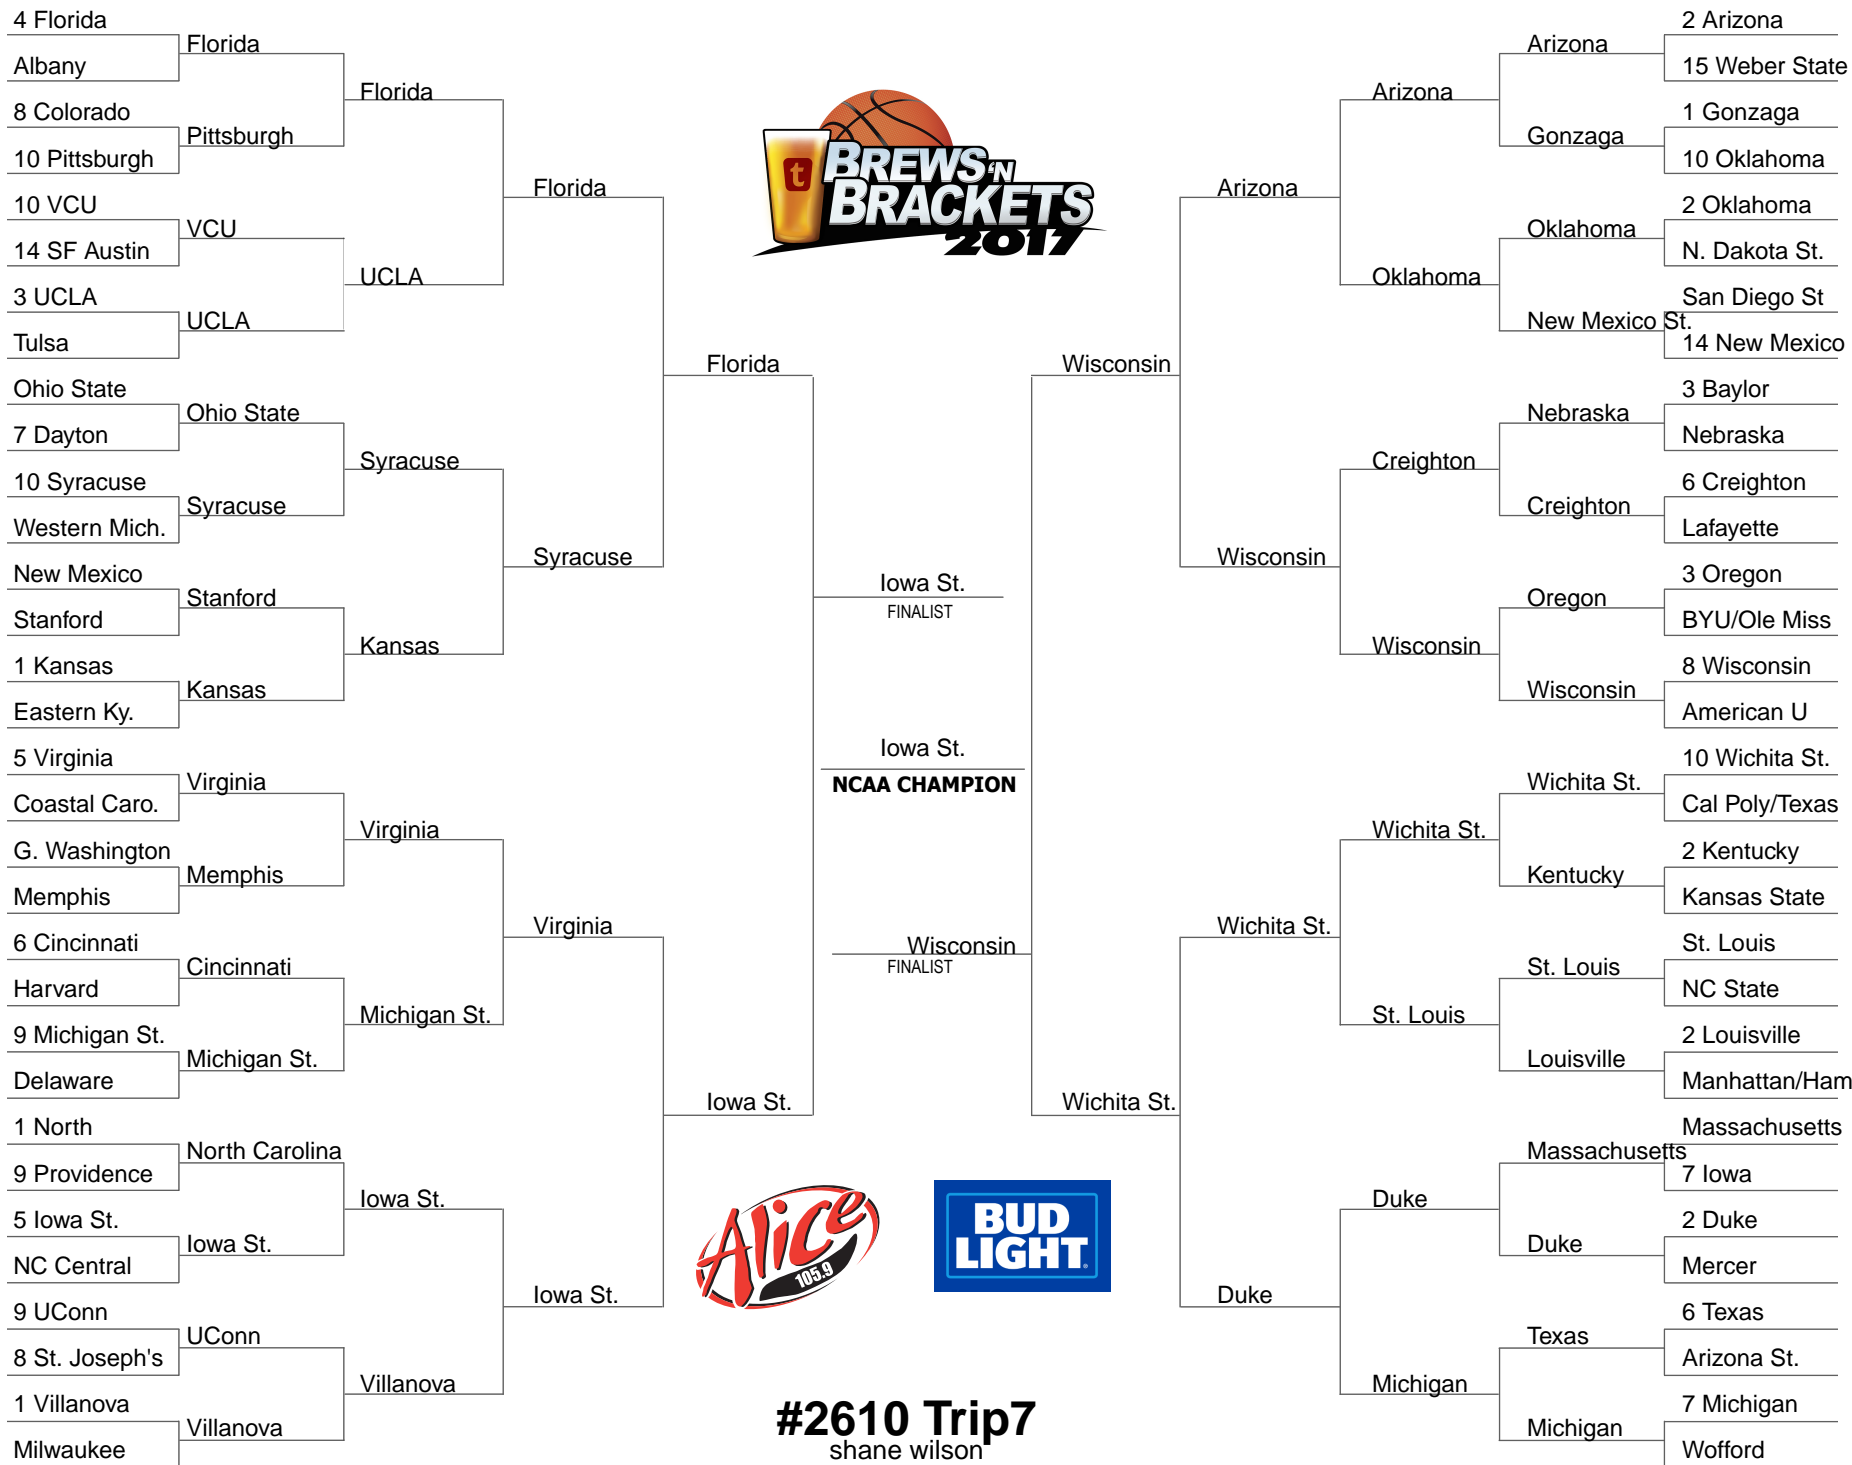 4 Florida
Albany
8 Colorado
10 Pittsburgh
10 VCU
14 SF Austin
3 UCLA
Tulsa
Ohio State
7 Dayton
10 Syracuse
Western Mich.
New Mexico
Stanford
1 Kansas
Eastern Ky.
5 Virginia
Coastal Caro.
G. Washington
Memphis
6 Cincinnati
Harvard
9 Michigan St.
Delaware
1 North
9 Providence
5 Iowa St.
NC Central
9 UConn
8 St. Joseph's
1 Villanova
Milwaukee
Florida
Pittsburgh
VCU
UCLA
Ohio State
Syracuse
Stanford
Kansas
Virginia
Memphis
Cincinnati
Michigan St.
North Carolina
Iowa St.
UConn
Villanova
Florida
UCLA
Syracuse
Kansas
Virginia
Michigan St.
Iowa St.
Villanova
Florida
Syracuse
Virginia
Iowa St.
Florida
Iowa St.
t
BREWS 'N
BRACKETS
2017
Iowa St.
FINALIST
Iowa St.
NCAA CHAMPION
Wisconsin
FINALIST
Alice
105.9
BUD
LIGHT
#2610 Trip7
shane wilson
Wisconsin
Wichita St.
Arizona
Wisconsin
Wichita St.
Duke
Arizona
Oklahoma
Creighton
Wisconsin
Wichita St.
St. Louis
Duke
Michigan
Arizona
Gonzaga
Oklahoma
New Mexico St.
Nebraska
Creighton
Oregon
Wisconsin
Wichita St.
Kentucky
St. Louis
Louisville
Massachusetts
Duke
Texas
Michigan
2 Arizona
15 Weber State
1 Gonzaga
10 Oklahoma
2 Oklahoma
N. Dakota St.
San Diego St
14 New Mexico
3 Baylor
Nebraska
6 Creighton
Lafayette
3 Oregon
BYU/Ole Miss
8 Wisconsin
American U
10 Wichita St.
Cal Poly/Texas
2 Kentucky
Kansas State
St. Louis
NC State
2 Louisville
Manhattan/Ham
Massachusetts
7 Iowa
2 Duke
Mercer
6 Texas
Arizona St.
7 Michigan
Wofford